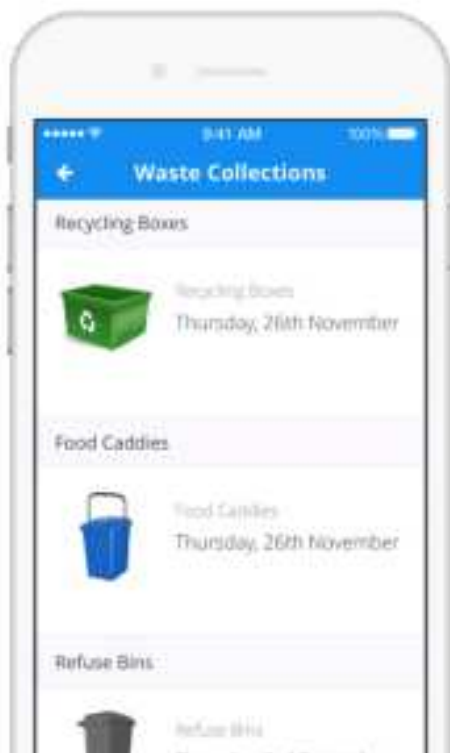 9:41 AM 100%
Waste Collections
Recycling Boxes
Recycling Boxes
Thursday, 26th November
Food Caddies
Food Caddies
Thursday, 26th November
Refuse Bins
Refuse Bins